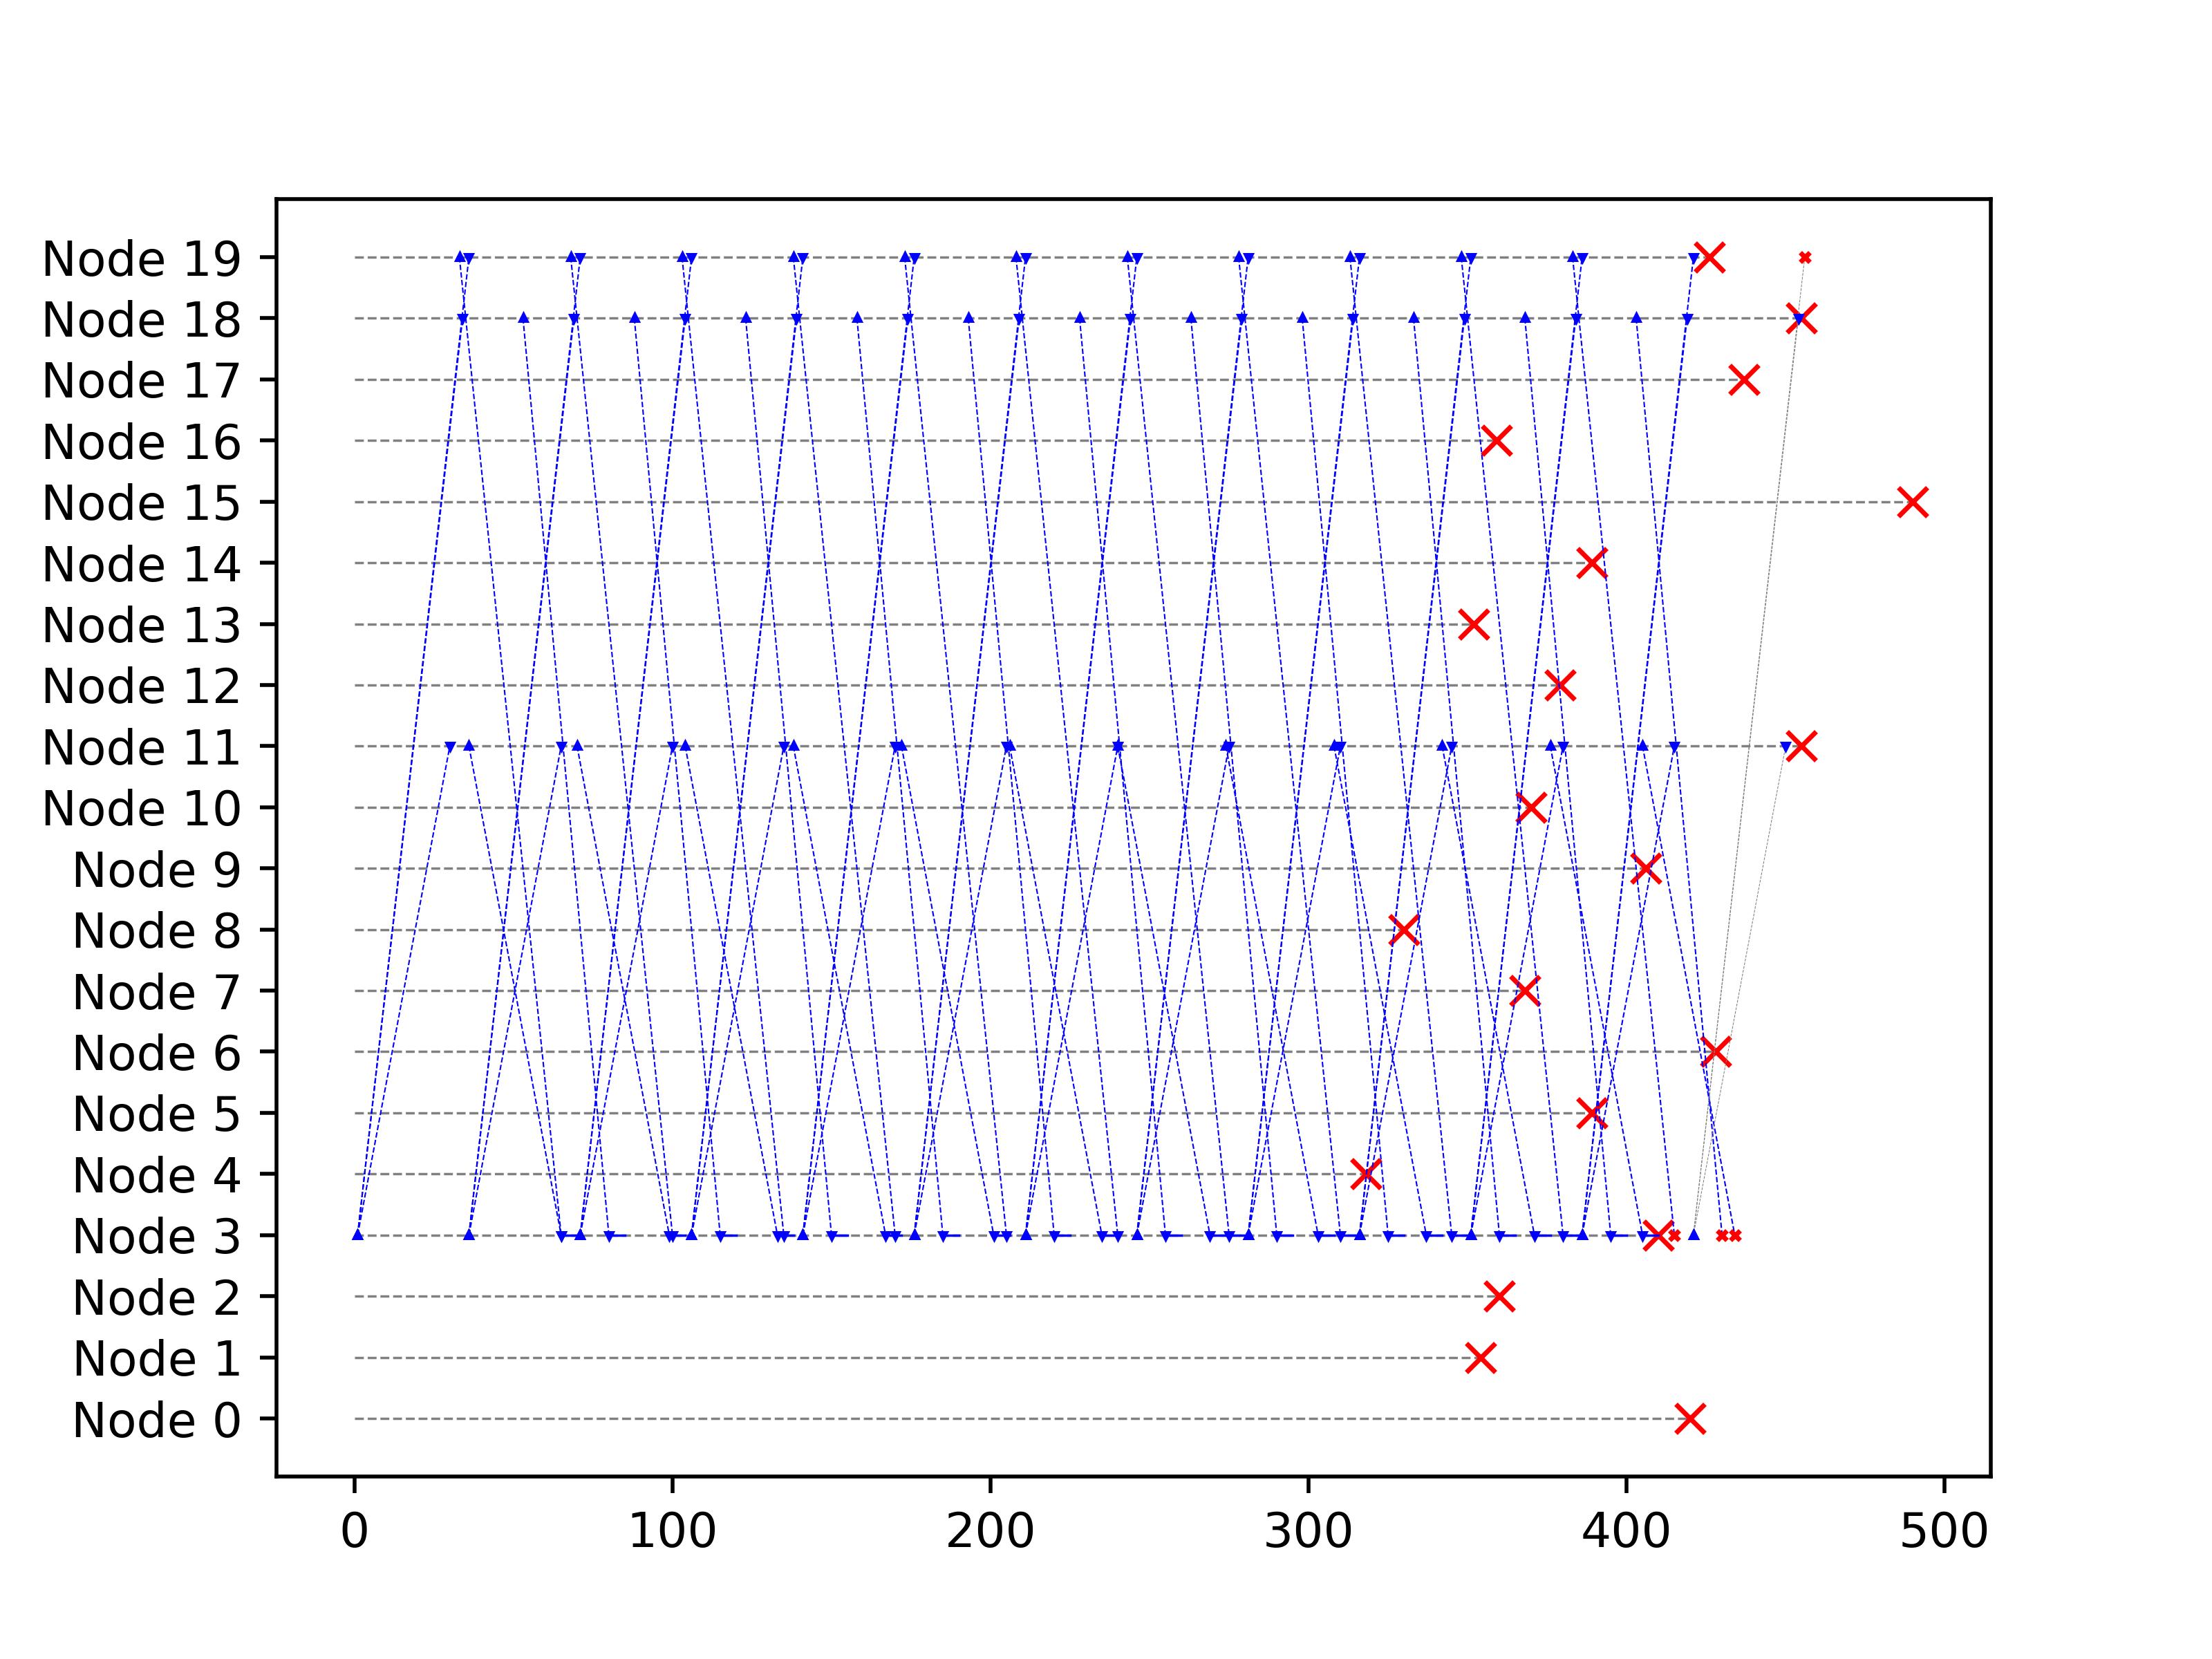 Node 19
Node 18
Node 17
Node 16
Node 15
Node 14
Node 13
Node 12
Node 11
Node 10
Node 9
Node 8
Node 7
Node 6
Node 5
Node 4
Node 3
Node 2
Node 1
Node 0
0 100 200 300 400 500